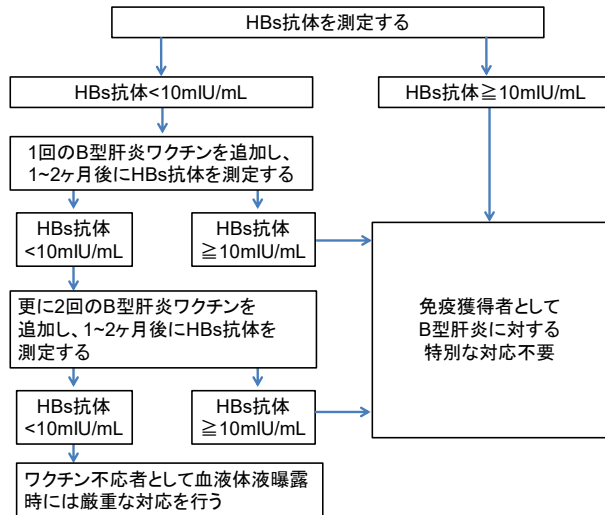 HBs抗体を測定する
HBs抗体<10mIU/mL
HBs抗体≧10mIU/mL
1回のB型肝炎ワクチンを追加し、
1~2ヶ月後にHBs抗体を測定する
HBs抗体
<10mIU/mL
HBs抗体
≧10mIU/mL
更に2回のB型肝炎ワクチンを
追加し、1~2ヶ月後にHBs抗体を
測定する
免疫獲得者として
B型肝炎に対する
特別な対応不要
HBs抗体
<10mIU/mL
HBs抗体
≧10mIU/mL
ワクチン不応者として血液体液曝露
時には厳重な対応を行う